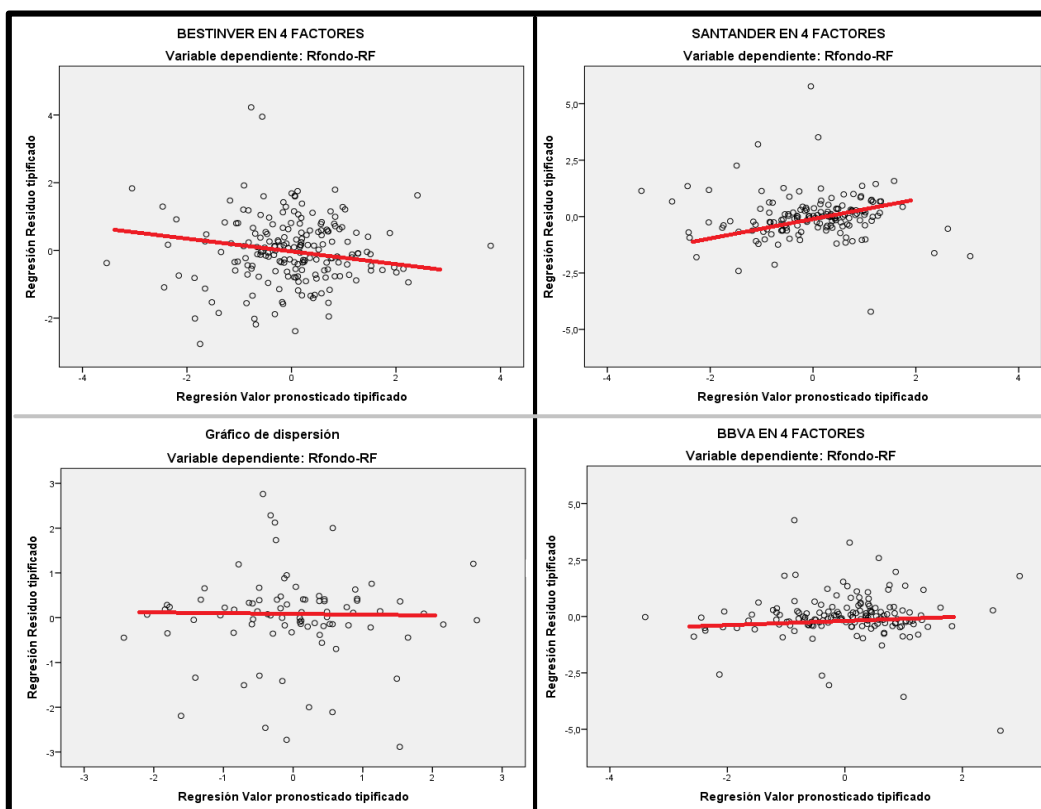 BESTINVER EN 4 FACTORES
Variable dependiente: Rfondo-RF
Regresión Residuo tipificado
4
2
0
-2
-4
-2
0
2
4
Regresión Valor pronosticado tipificado
SANTANDER EN 4 FACTORES
Variable dependiente: Rfondo-RF
Regresión Residuo tipificado
5,0
2,5
0,0
-2,5
-5,0
-4
-2
0
2
4
Regresión Valor pronosticado tipificado
Gráfico de dispersión
Variable dependiente: Rfondo-RF
Regresión Residuo tipificado
3
2
1
0
-1
-2
-3
-3
-2
-1
0
1
2
3
Regresión Valor pronosticado tipificado
BBVA EN 4 FACTORES
Variable dependiente: Rfondo-RF
Regresión Residuo tipificado
5,0
2,5
0,0
-2,5
-5,0
-4
-2
0
2
Regresión Valor pronosticado tipificado